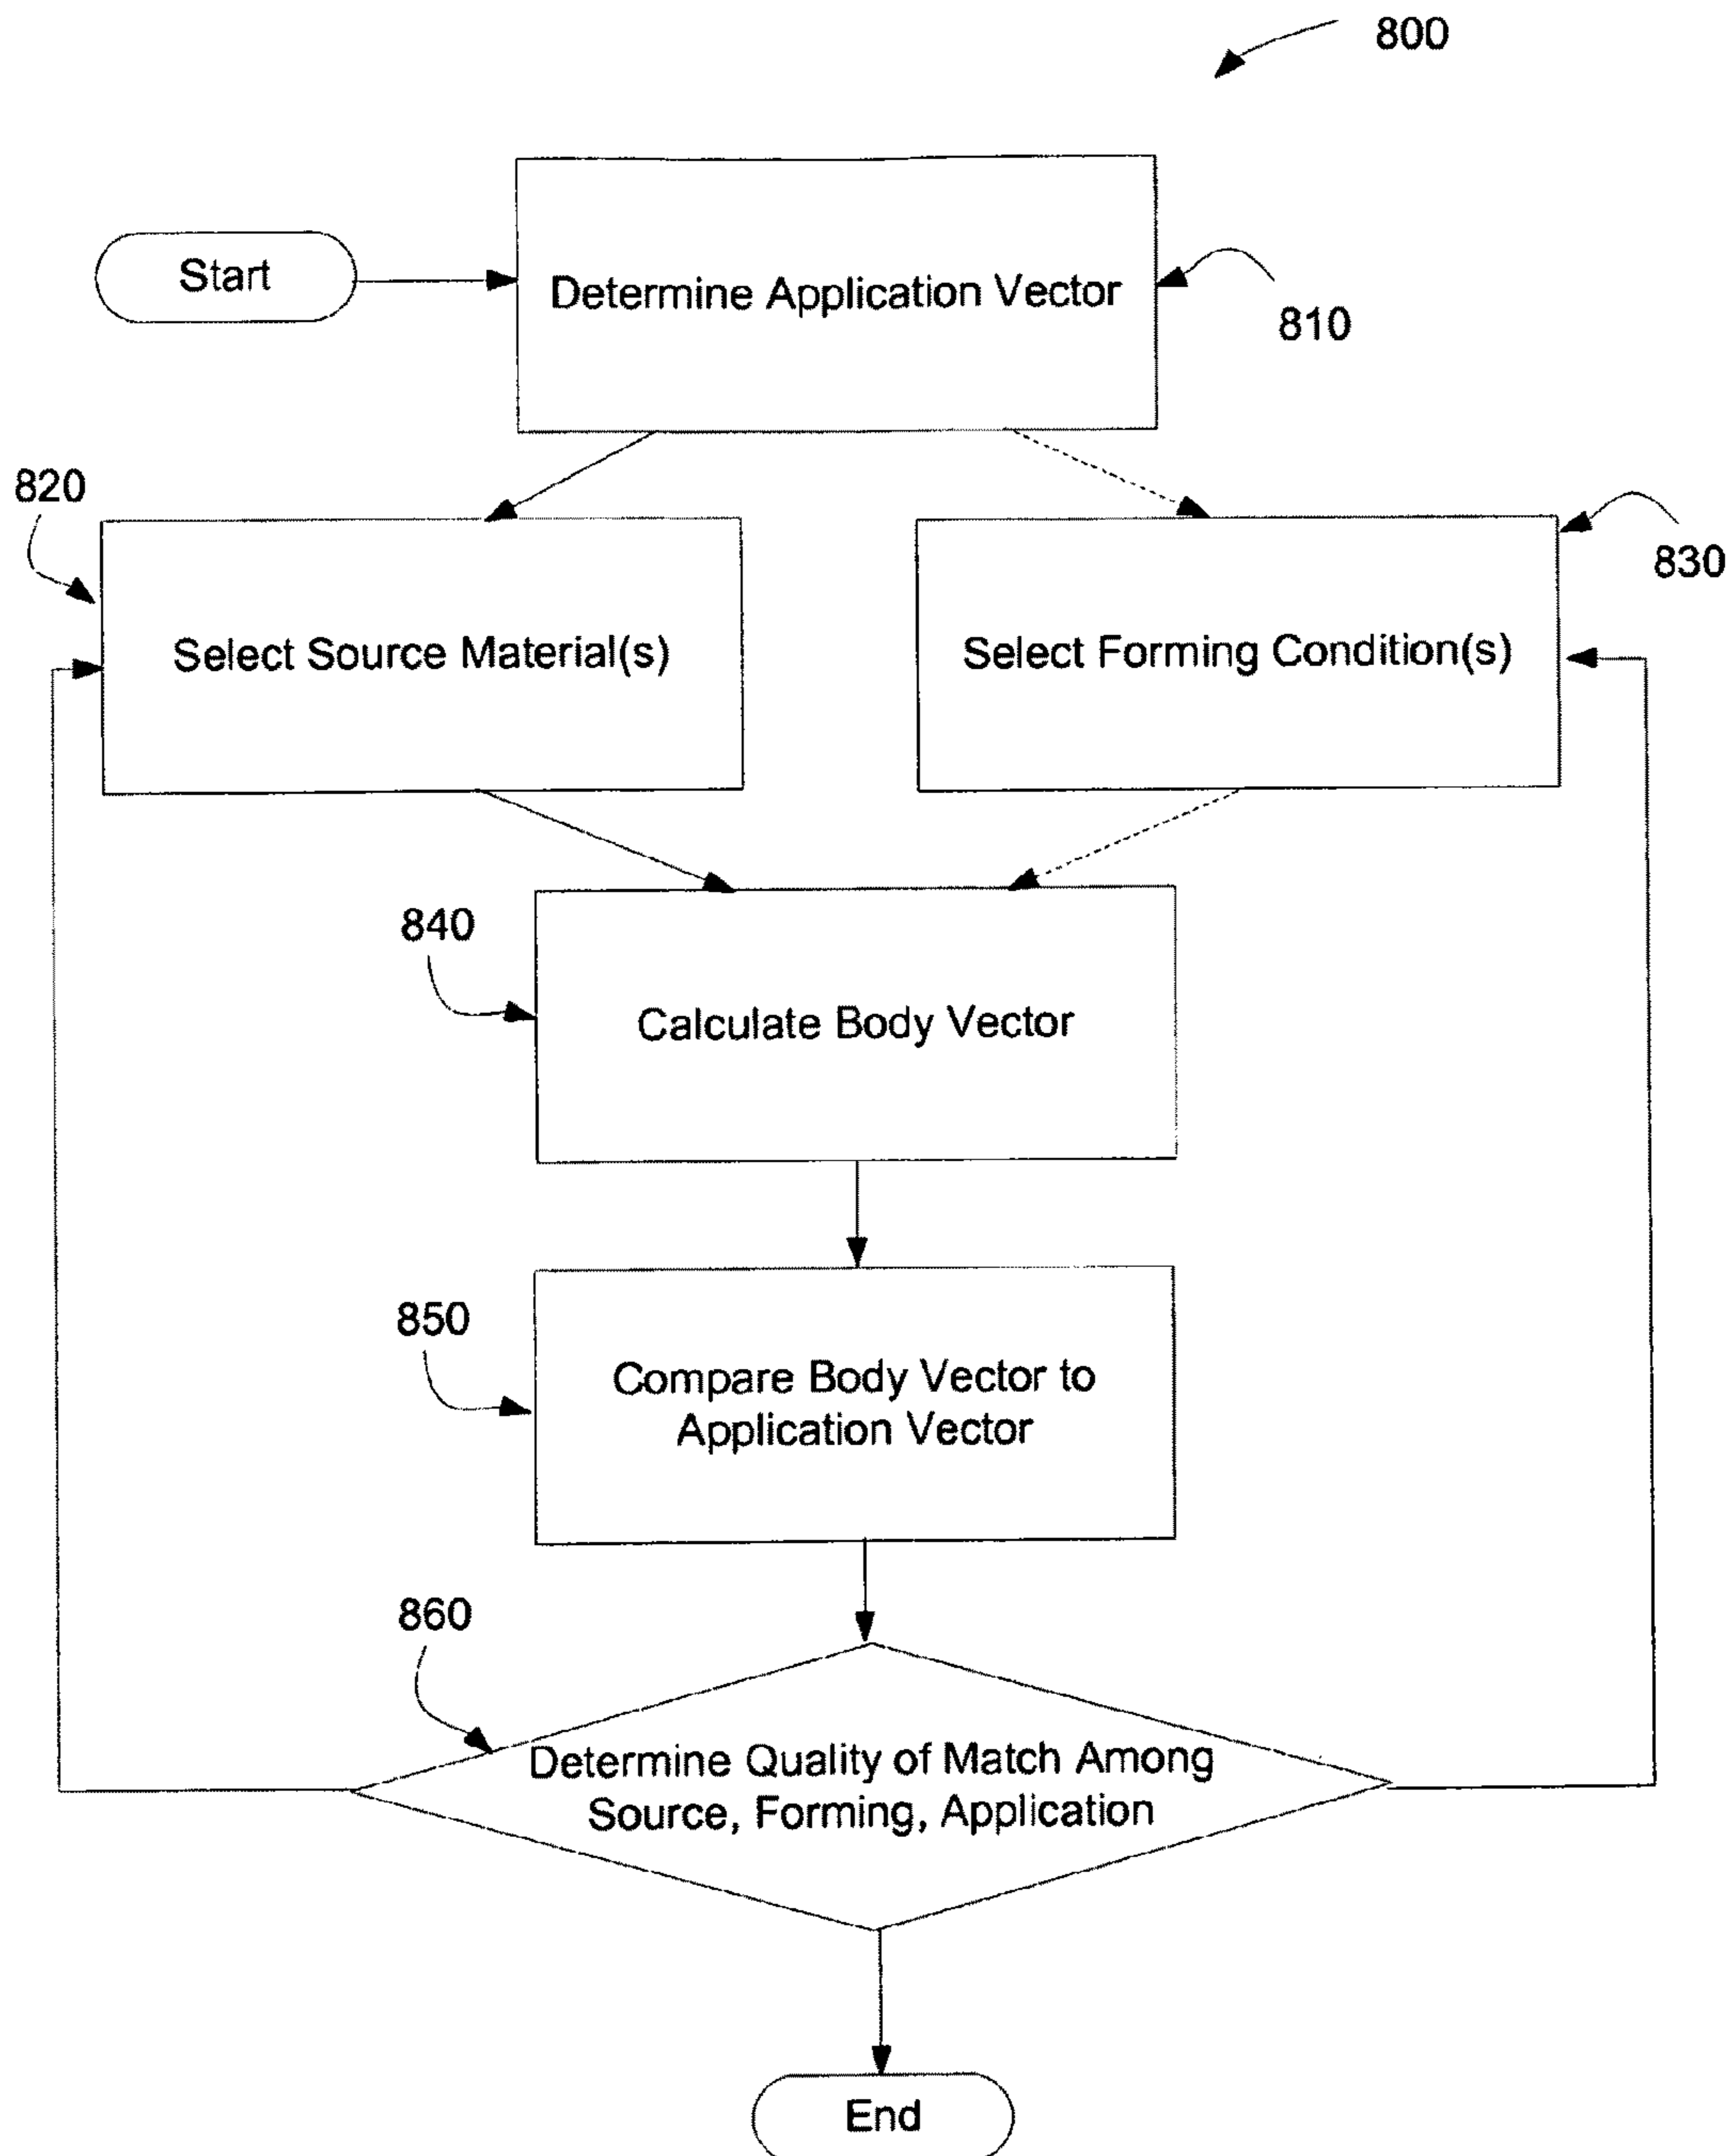 800
Start
Determine Application Vector
810
820
830
Select Source Material(s)
Select Forming Condition(s)
840
Calculate Body Vector
850
Compare Body Vector to
Application Vector
860
Determine Quality of Match Among
Source, Forming, Application
End